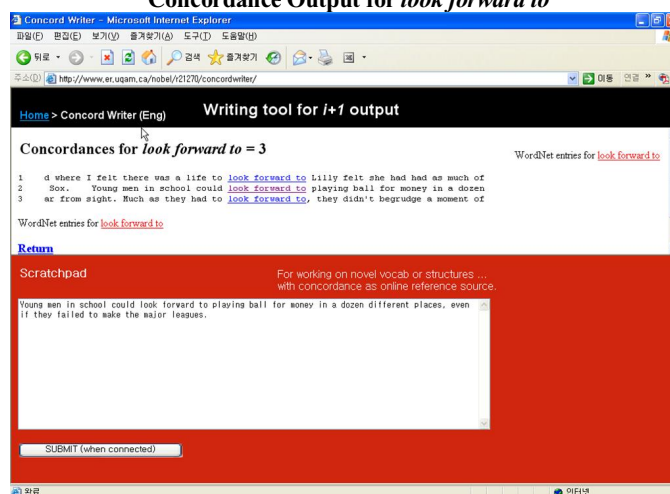 Concordance Output for look forward to
Concord Writer - Microsoft Internet Explorer
파일(F) 편집(E) 보기(V) 즐겨찾기(A) 도구(T) 도움말(H)
뒤로 검색 즐겨찾기
주소(D) http://www.er.uqam.ca/nobel/r21270/concordwriter/ 이동 연결 »
Home > Concord Writer (Eng) Writing tool for i+1 output
Concordances for look forward to = 3
WordNet entries for look forward to
1 d where I felt there was a life to look forward to Lilly felt she had had as much of
2 Sox. Young men in school could look forward to playing ball for money in a dozen
3 ar from sight. Much as they had to look forward to, they didn't begrudge a moment of
WordNet entries for look forward to
Return
Scratchpad
For working on novel vocab or structures ...
with concordance as online reference source.
Young men in school could look forward to playing ball for money in a dozen different places, even
if they failed to make the major leagues.
SUBMIT (when connected)
완료 인터넷